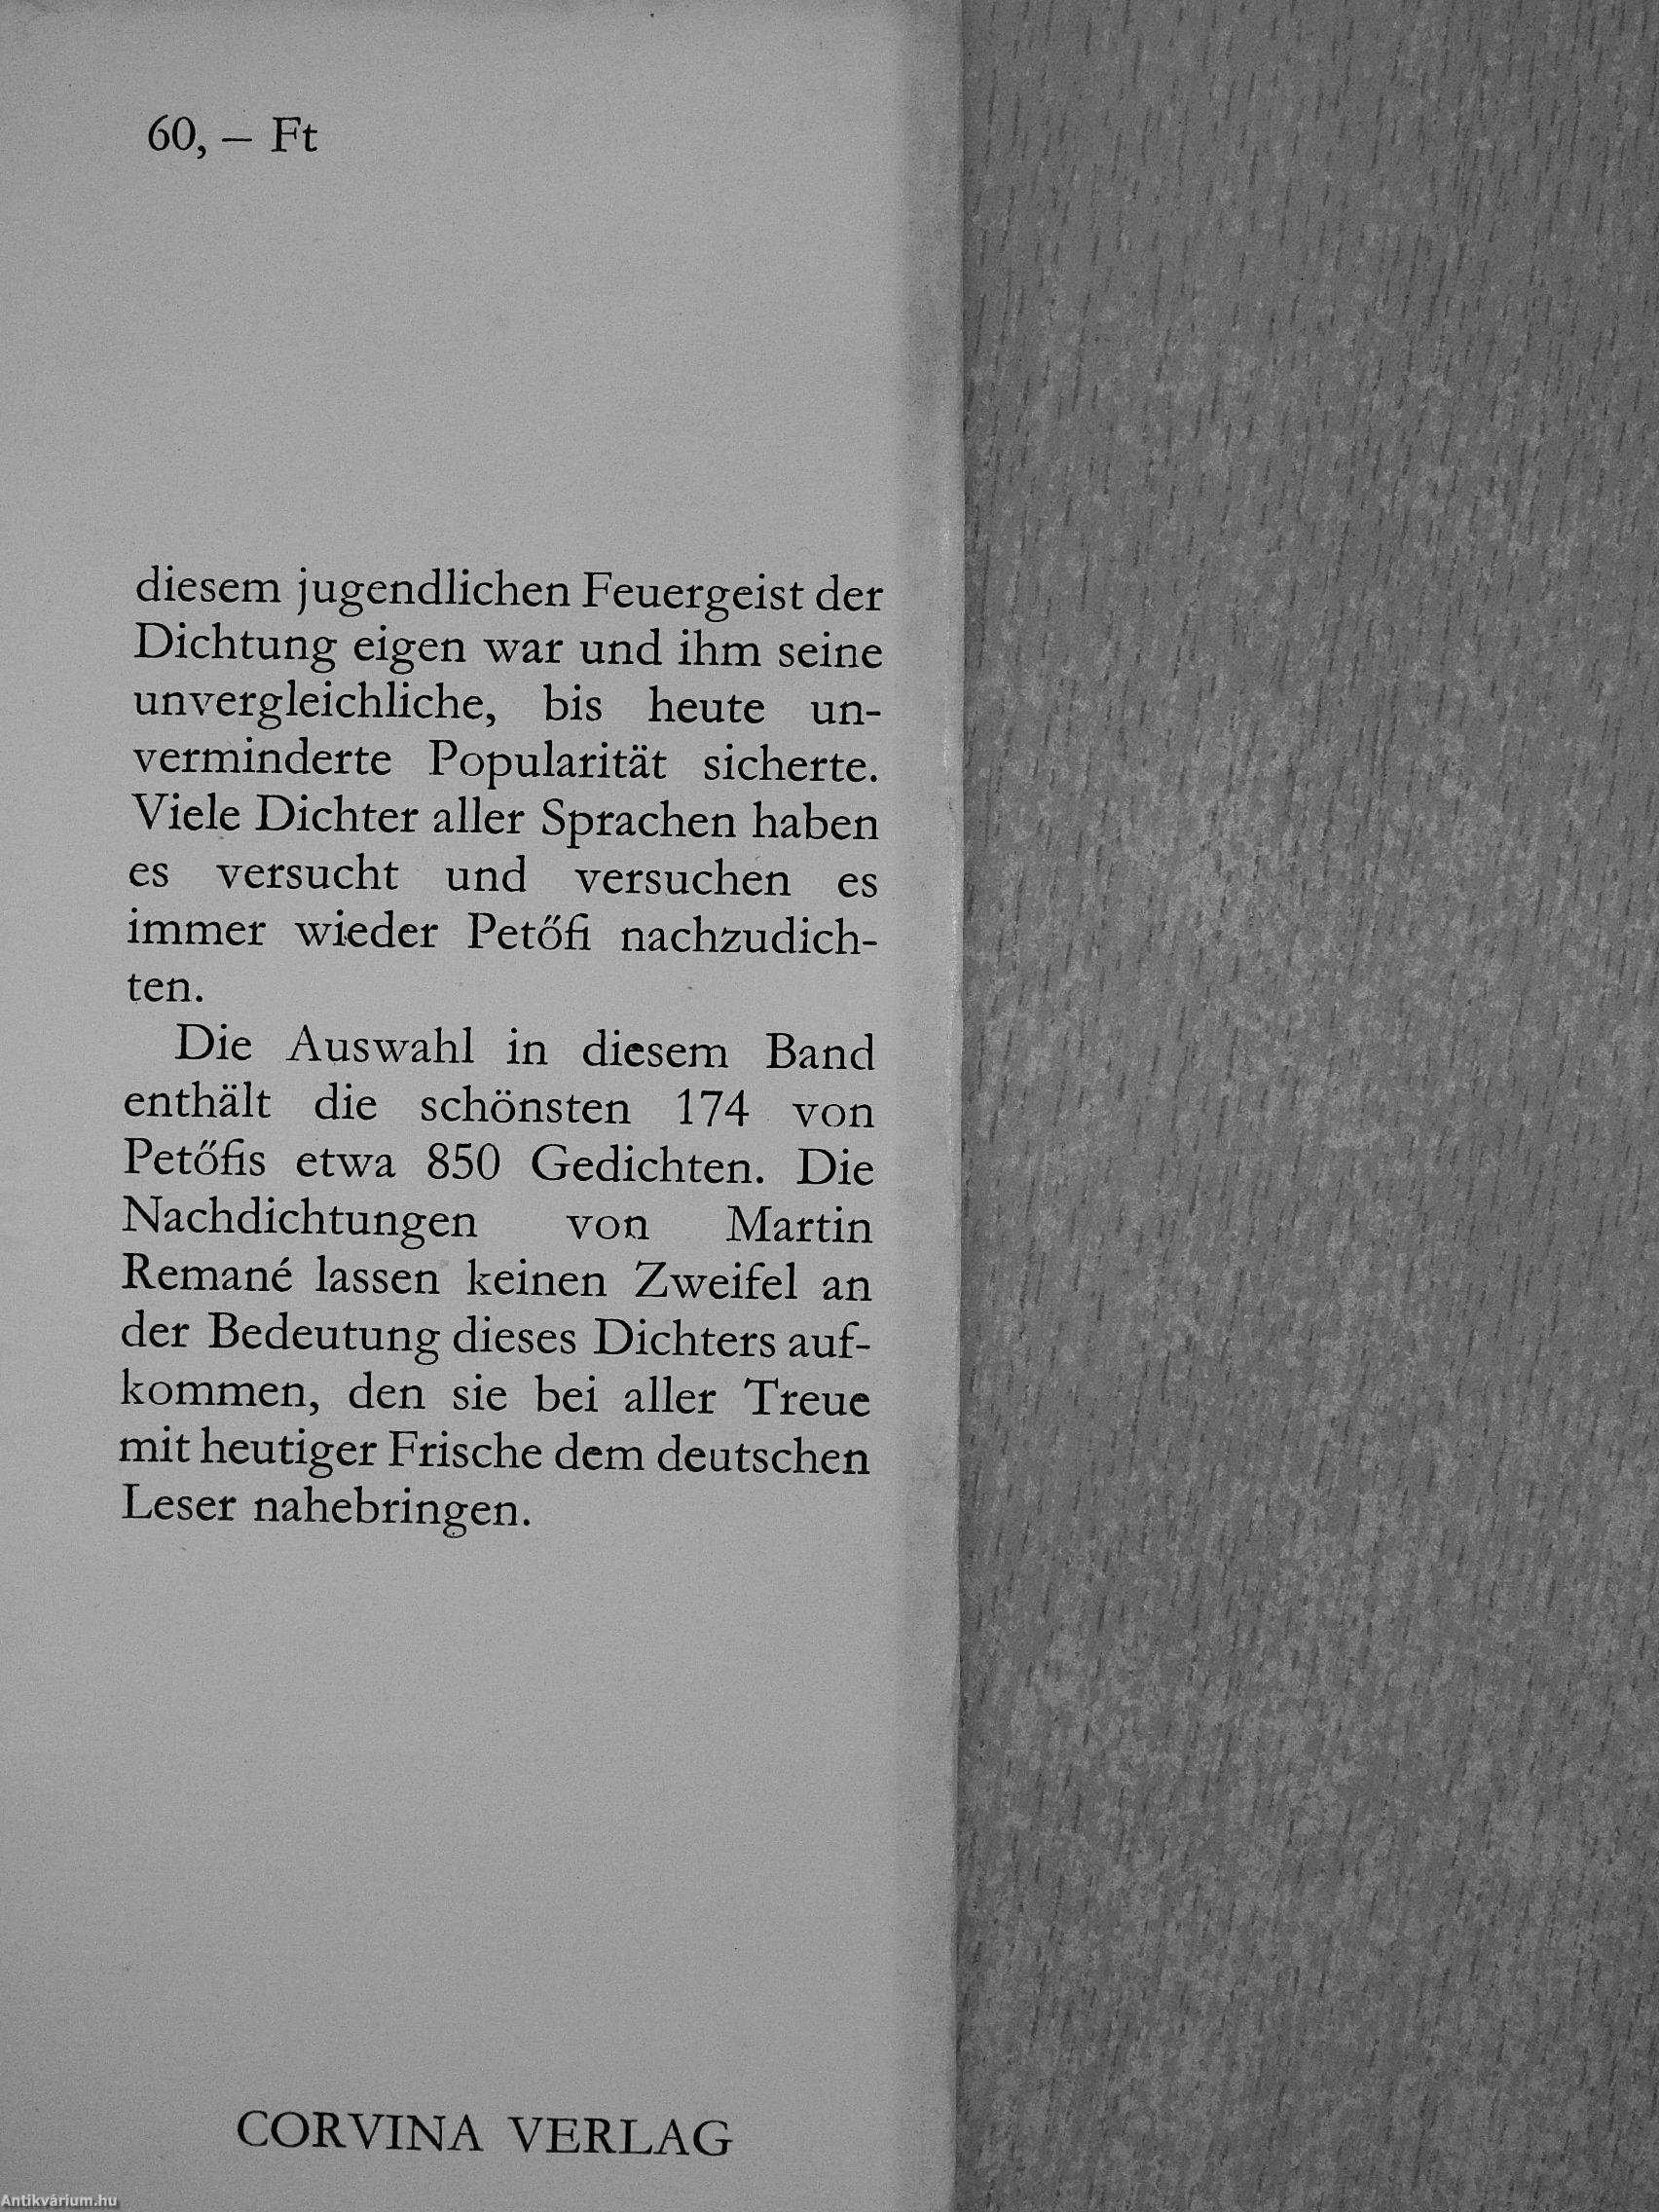 60,– Ft
diesem jugendlichen Feuergeist der
Dichtung eigen war und ihm seine
unvergleichliche, bis heute un-
verminderte Popularität sicherte.
Viele Dichter aller Sprachen haben
es versucht und versuchen es
immer wieder Petőfi nachzudich-
ten.
Die Auswahl in diesem Band
enthält die schönsten 174 von
Petőfis etwa 850 Gedichten. Die
Nachdichtungen von Martin
Remané lassen keinen Zweifel an
der Bedeutung dieses Dichters auf-
kommen, den sie bei aller Treue
mit heutiger Frische dem deutschen
Leser nahebringen.
CORVINA VERLAG
Antikvárium.hu